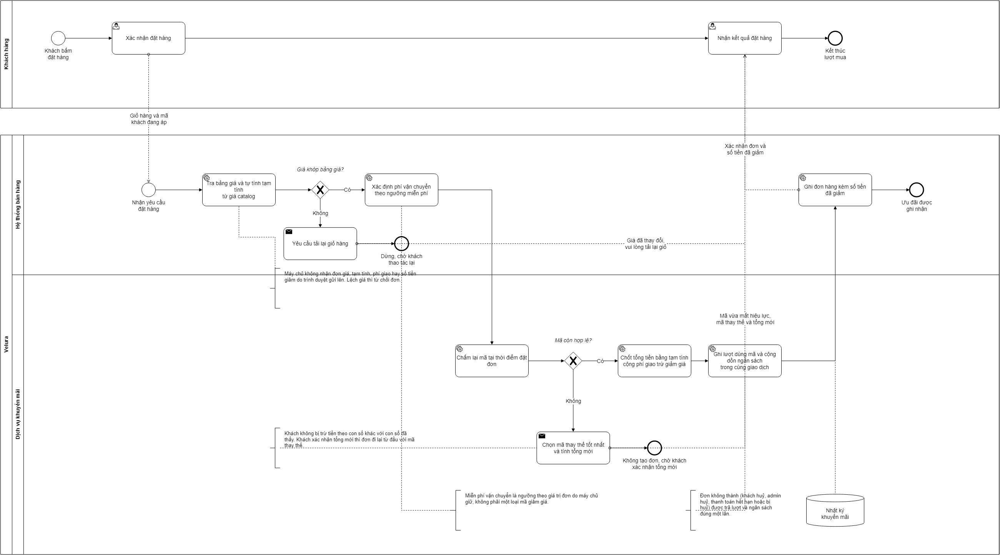 Khách hàng
Khách bấm
đặt hàng
Xác nhận đặt hàng
Nhận kết quả đặt hàng
Kết thúc
lượt mua
Giỏ hàng và mã
khách đang áp
Velura
Hệ thống bán hàng
Xác nhận đơn và
số tiền đã giảm
Nhận yêu cầu
đặt hàng
Tra bảng giá và tự tính tạm
tính
từ giá catalog
Giá khớp bảng giá?
Có
Xác định phí vận chuyển
theo ngưỡng miễn phí
Ghi đơn hàng kèm số tiền
đã giảm
Ưu đãi được
ghi nhận
Không
Yêu cầu tải lại giỏ hàng
Dừng, chờ khách
thao tác lại
Giá đã thay đổi,
vui lòng tải lại giỏ
Máy chủ không nhận đơn giá, tạm tính, phí giao hay số tiền
giảm do trình duyệt gửi lên. Lệch giá thì từ chối đơn.
Dịch vụ khuyến mãi
Mã vừa mất hiệu lực,
mã thay thế và tổng mới
Chấm lại mã tại thời điểm đặt
đơn
Mã còn hợp lệ?
Có
Chốt tổng tiền bằng tạm tính
cộng phí giao trừ giảm giá
Ghi lượt dùng mã và cộng
dồn ngân sách
trong cùng giao dịch
Không
Khách không bị trừ tiền theo con số khác với con số đã
thấy. Khách xác nhận tổng mới thì đơn đi lại từ đầu với mã
thay thế.
Chọn mã thay thế tốt nhất
và tính tổng mới
Không tạo đơn, chờ khách
xác nhận tổng mới
Miễn phí vận chuyển là ngưỡng theo giá trị đơn do máy chủ
giữ, không phải một loại mã giảm giá.
Đơn không thành (khách huỷ, admin
huỷ, thanh toán hết hạn hoặc bị
huỷ) được trả lượt và ngân sách
đúng một lần.
Nhật ký
khuyến mãi